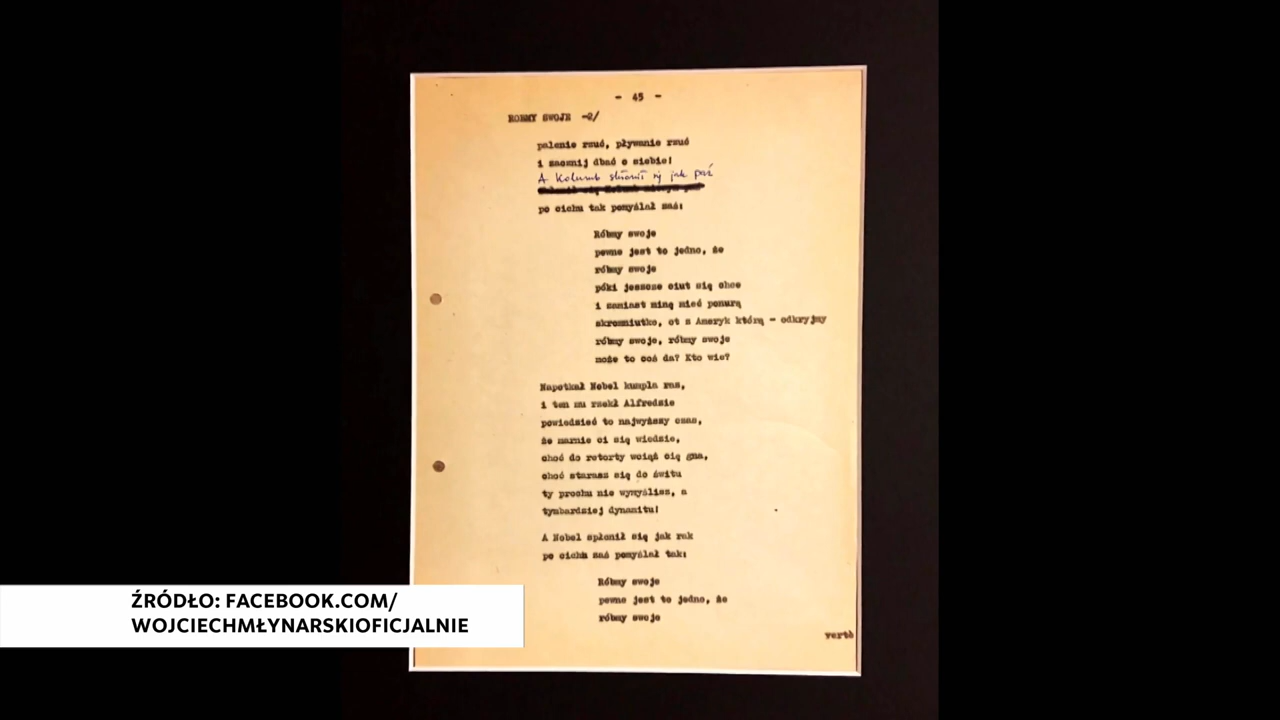 - 45 -
ROBMY SWOJE -2/
palenie rzuć, pływanie rzuć
i zacznij dbać o siebie!
A Kolumb skłonił się jak paź
po cichu tak pomyślał zaś:
Róbmy swoje
pewne jest to jedno, że
róbmy swoje
póki jeszcze ciut się chce
i zamiast minę mieć ponurą
skromniutko, ot z Ameryk którą - odkryjmy
róbmy swoje, róbmy swoje
może to coś da? Kto wie?
Napotkał Nobel kumpla raz,
i ten mu rzekł Alfredzie
powiedzieć to najwyższy czas,
że marnie ci się wiedzie,
choć do retorty wciąż cię gna,
choć starasz się do świtu
ty prochu nie wymyślisz, a
tymbardziej dynamitu!
A Nobel spłonił się jak rak
po cichu zaś pomyślał tak:
Róbmy swoje
pewne jest to jedno, że
róbmy swoje
vertè
ŹRÓDŁO: FACEBOOK.COM/
WOJCIECHMŁYNARSKIOFICJALNIE